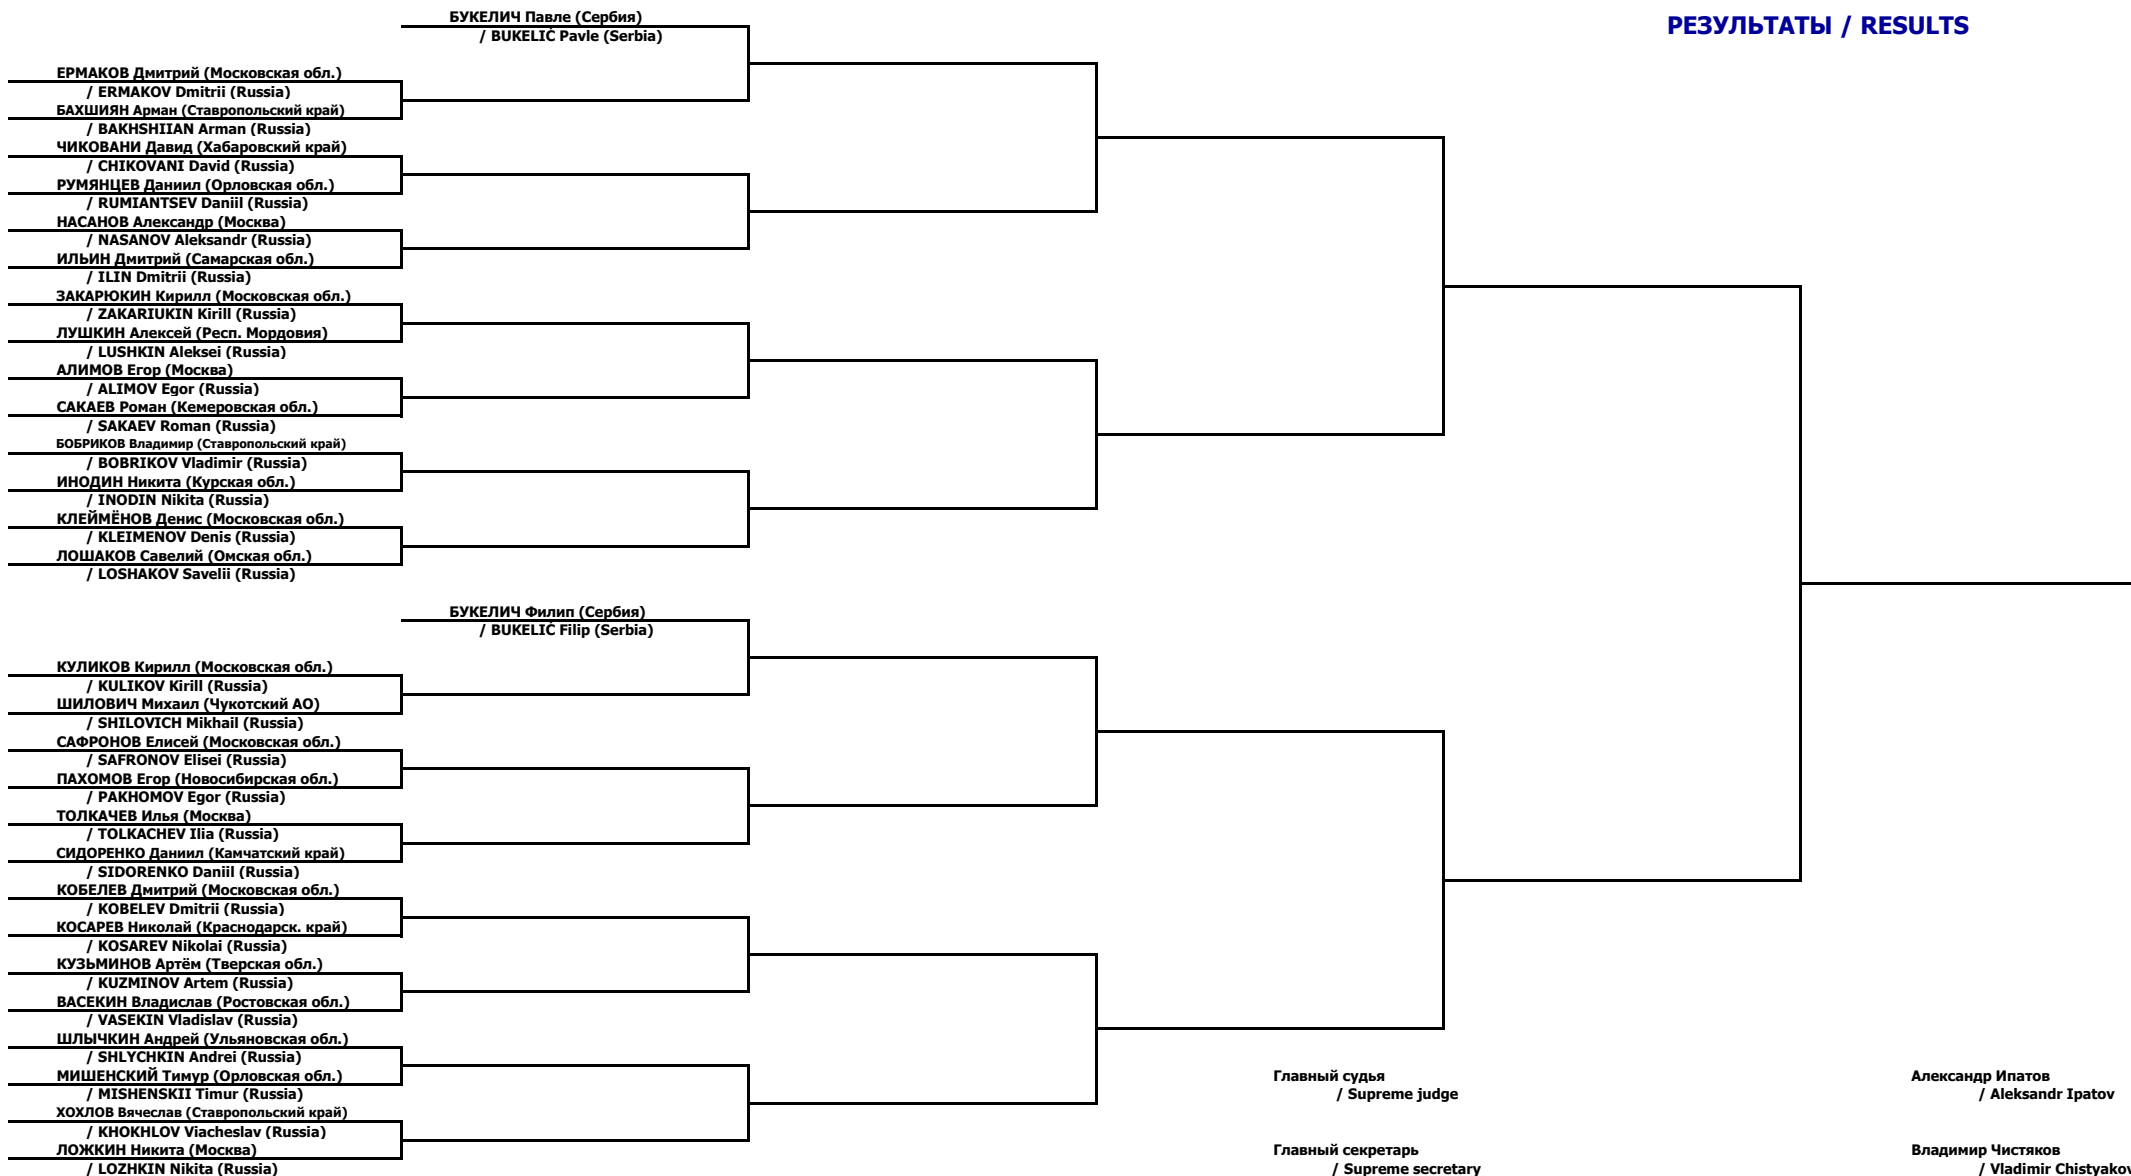 БУКЕЛИЧ Павле (Сербия)
/ BUKELIĆ Pavle (Serbia)
РЕЗУЛЬТАТЫ / RESULTS
ЕРМАКОВ Дмитрий (Московская обл.)
/ ERMAKOV Dmitrii (Russia)
БАХШИЯН Арман (Ставропольский край)
/ BAKHSHIIAN Arman (Russia)
ЧИКОВАНИ Давид (Хабаровский край)
/ CHIKOVANI David (Russia)
РУМЯНЦЕВ Даниил (Орловская обл.)
/ RUMIANTSEV Daniil (Russia)
НАСАНОВ Александр (Москва)
/ NASANOV Aleksandr (Russia)
ИЛЬИН Дмитрий (Самарская обл.)
/ ILIN Dmitrii (Russia)
ЗАКАРЮКИН Кирилл (Московская обл.)
/ ZAKARIUKIN Kirill (Russia)
ЛУШКИН Алексей (Респ. Мордовия)
/ LUSHKIN Aleksei (Russia)
АЛИМОВ Егор (Москва)
/ ALIMOV Egor (Russia)
САКАЕВ Роман (Кемеровская обл.)
/ SAKAEV Roman (Russia)
БОБРИКОВ Владимир (Ставропольский край)
/ BOBRIKOV Vladimir (Russia)
ИНОДИН Никита (Курская обл.)
/ INODIN Nikita (Russia)
КЛЕЙМЁНОВ Денис (Московская обл.)
/ KLEIMENOV Denis (Russia)
ЛОШАКОВ Савелий (Омская обл.)
/ LOSHAKOV Savelii (Russia)
БУКЕЛИЧ Филип (Сербия)
/ BUKELIĆ Filip (Serbia)
КУЛИКОВ Кирилл (Московская обл.)
/ KULIKOV Kirill (Russia)
ШИЛОВИЧ Михаил (Чукотский АО)
/ SHILOVICH Mikhail (Russia)
САФРОНОВ Елисей (Московская обл.)
/ SAFRONOV Elisei (Russia)
ПАХОМОВ Егор (Новосибирская обл.)
/ PAKHOMOV Egor (Russia)
ТОЛКАЧЕВ Илья (Москва)
/ TOLKACHEV Ilia (Russia)
СИДОРЕНКО Даниил (Камчатский край)
/ SIDORENKO Daniil (Russia)
КОБЕЛЕВ Дмитрий (Московская обл.)
/ KOBELEV Dmitrii (Russia)
КОСАРЕВ Николай (Краснодарск. край)
/ KOSAREV Nikolai (Russia)
КУЗЬМИНОВ Артём (Тверская обл.)
/ KUZMINOV Artem (Russia)
ВАСЕКИН Владислав (Ростовская обл.)
/ VASEKIN Vladislav (Russia)
ШЛЫЧКИН Андрей (Ульяновская обл.)
/ SHLYCHKIN Andrei (Russia)
МИШЕНСКИЙ Тимур (Орловская обл.)
/ MISHENSKII Timur (Russia)
ХОХЛОВ Вячеслав (Ставропольский край)
/ KHOKHLOV Viacheslav (Russia)
ЛОЖКИН Никита (Москва)
/ LOZHKIN Nikita (Russia)
Главный судья
/ Supreme judge
Александр Ипатов
/ Aleksandr Ipatov
Главный секретарь
/ Supreme secretary
Владимир Чистяков
/ Vladimir Chistyakov